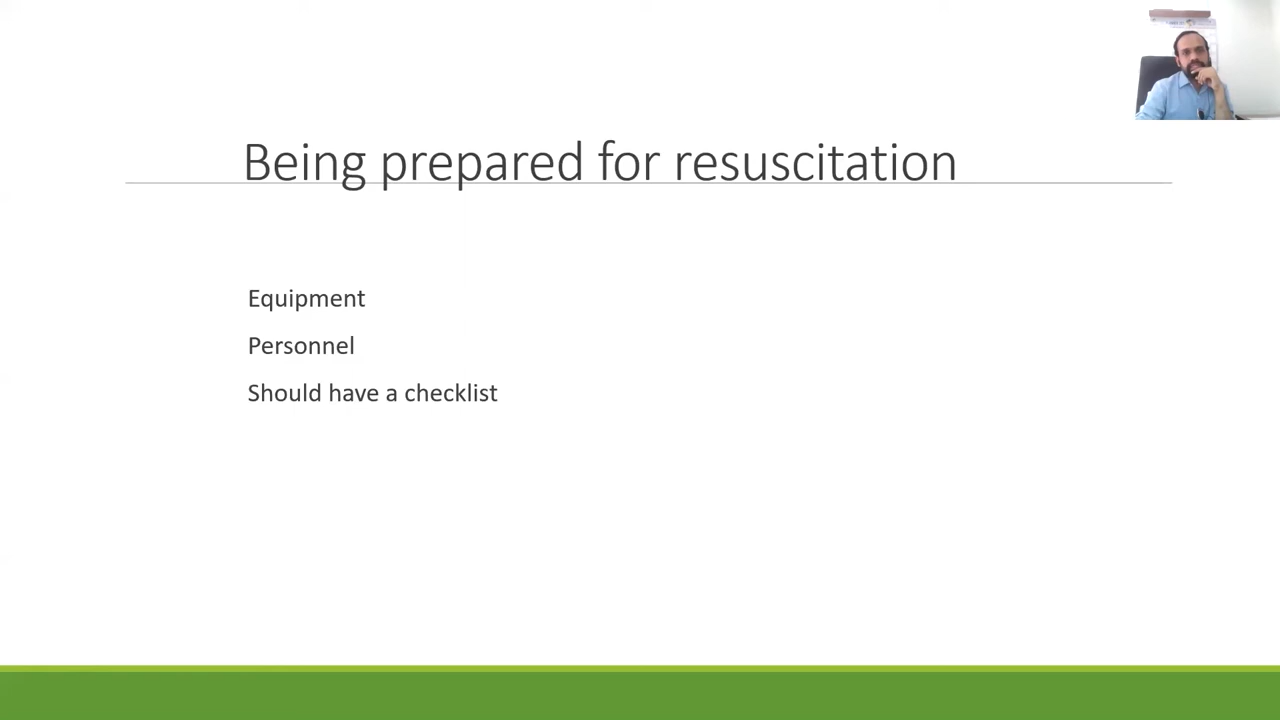 Being prepared for resuscitation
Equipment
Personnel
Should have a checklist